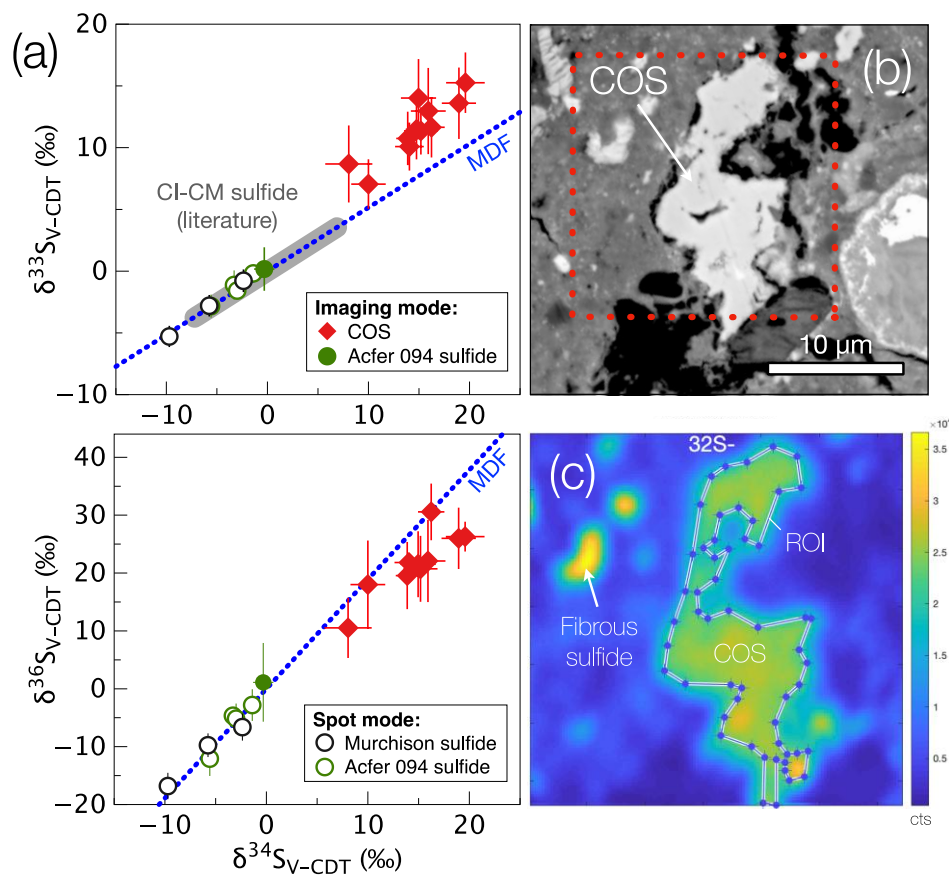 (a)
20
10
0
−10
−10
0
10
20
δ³³S V−CDT (‰)
MDF
CI-CM sulfide
(literature)
Imaging mode:
COS
Acfer 094 sulfide
(b)
COS
10 µm
40
30
20
10
0
−10
−20
−10
0
10
20
δ³⁶S V−CDT (‰)
δ³⁴S V−CDT (‰)
MDF
Spot mode:
Murchison sulfide
Acfer 094 sulfide
(c)
32S-
ROI
Fibrous
sulfide
COS
3.5
3
2.5
2
1.5
1
0.5
cts